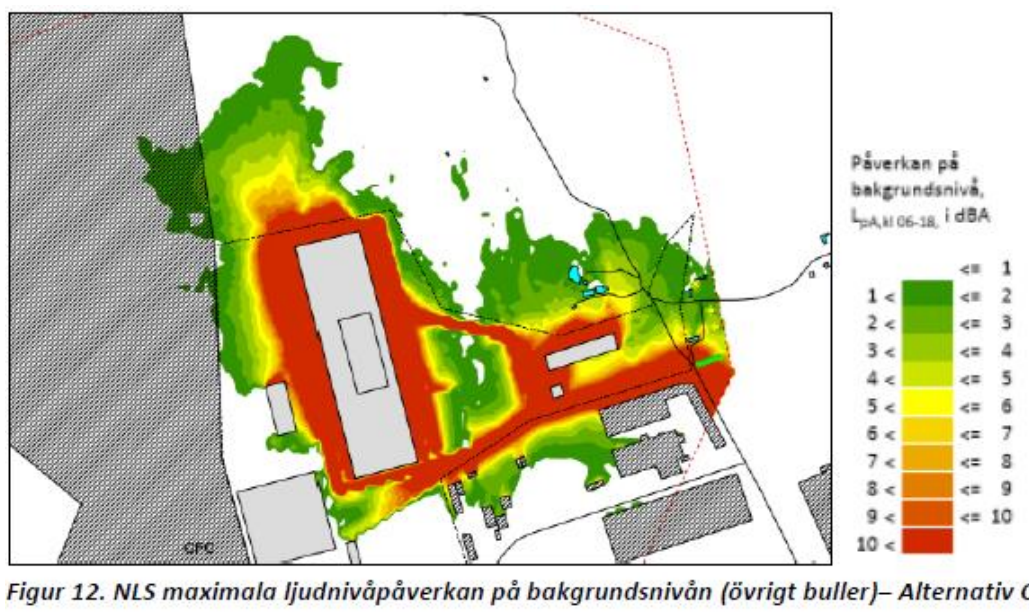 Påverkan på
bakgrundsnivå,
LpA,kl 06-18, i dBA
<= 1
1 < <= 2
2 < <= 3
3 < <= 4
4 < <= 5
5 < <= 6
6 < <= 7
7 < <= 8
8 < <= 9
9 < <= 10
10 <
CFC
Figur 12. NLS maximala ljudnivåpåverkan på bakgrundsnivån (övrigt buller)– Alternativ